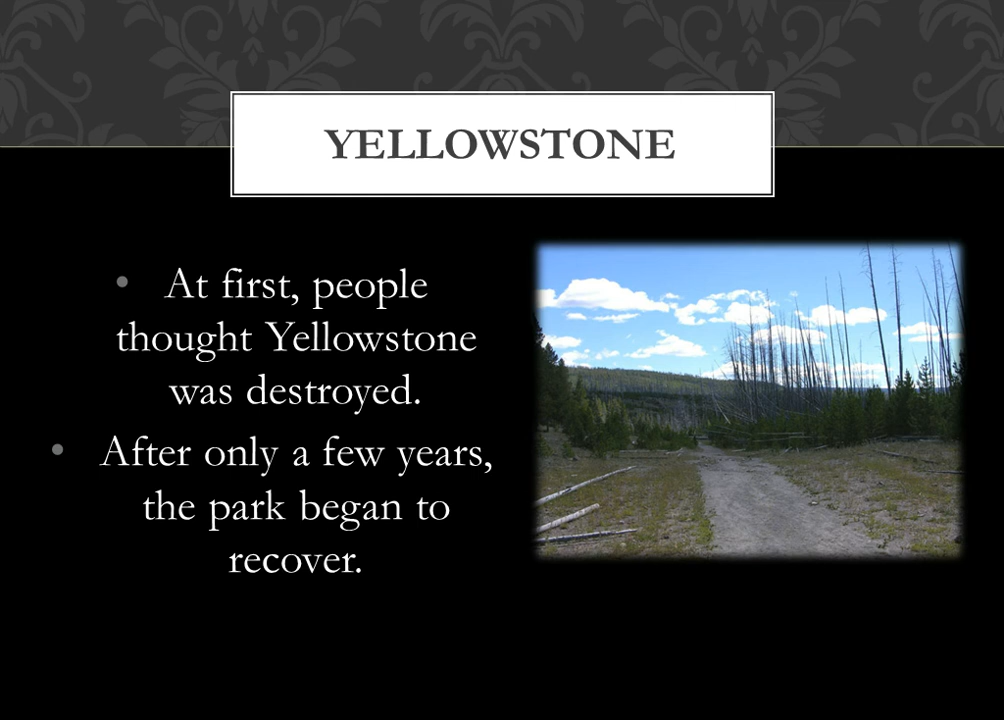 YELLOWSTONE
• At first, people
thought Yellowstone
was destroyed.
• After only a few years,
the park began to
recover.